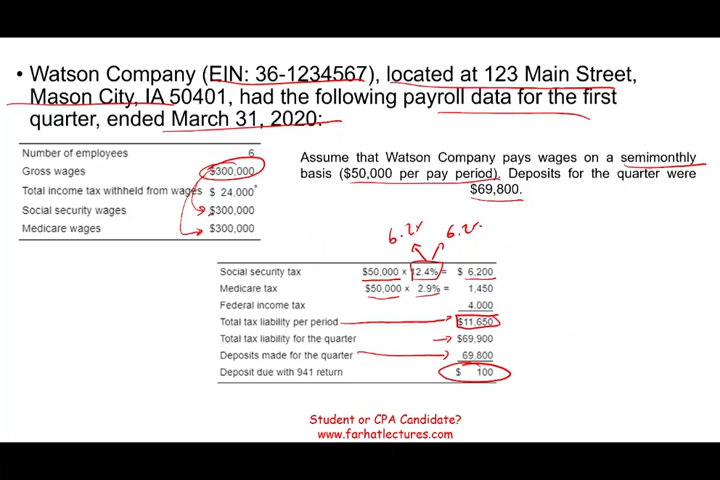 • Watson Company (EIN: 36-1234567), located at 123 Main Street,
Mason City, IA 50401, had the following payroll data for the first
quarter, ended March 31, 2020:
Number of employees 6
Gross wages $300,000
Total income tax withheld from wages $ 24,000*
Social security wages $300,000
Medicare wages $300,000
Assume that Watson Company pays wages on a semimonthly
basis ($50,000 per pay period). Deposits for the quarter were
$69,800.
6.2% 6.2%
Social security tax $50,000 × 12.4% = $ 6,200
Medicare tax $50,000 × 2.9% = 1,450
Federal income tax 4,000
Total tax liability per period $11,650
Total tax liability for the quarter $69,900
Deposits made for the quarter 69,800
Deposit due with 941 return $ 100
Student or CPA Candidate?
www.farhatlectures.com